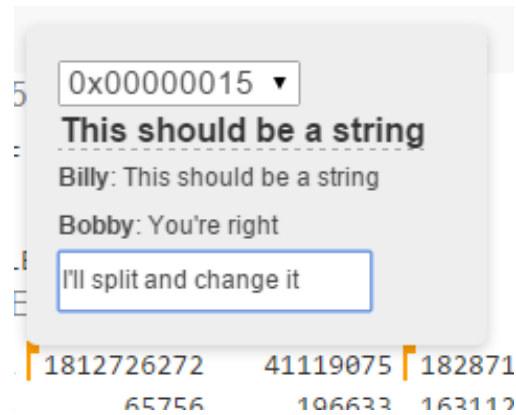 0x00000015
This should be a string
Billy: This should be a string
Bobby: You're right
I'll split and change it
1812726272 41119075 182871
65756 196633 163112